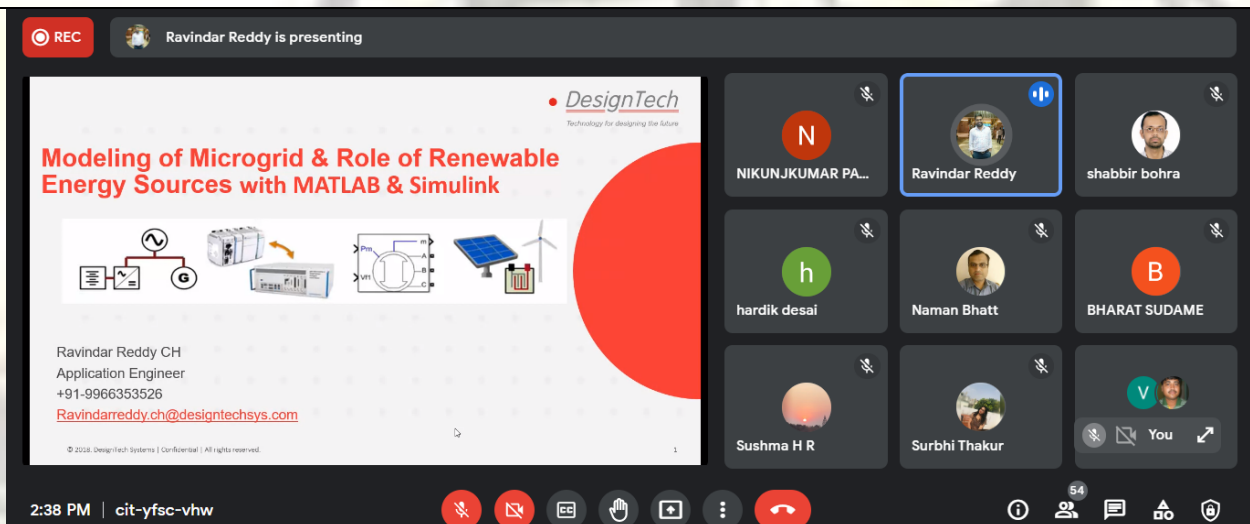 REC
Ravindar Reddy is presenting
DesignTech
Technology for designing the future
Modeling of Microgrid & Role of Renewable
Energy Sources with MATLAB & Simulink
G
Pm
m
A
Vf
B
C
Ravindar Reddy CH
Application Engineer
+91-9966353526
Ravindarreddy.ch@designtechsys.com
© 2018. DesignTech Systems | Confidential | All rights reserved.
1
N
NIKUNJKUMAR PA...
Ravindar Reddy
shabbir bohra
h
hardik desai
Naman Bhatt
B
BHARAT SUDAME
Sushma H R
Surbhi Thakur
V
You
2:38 PM | cit-yfsc-vhw
CC
54